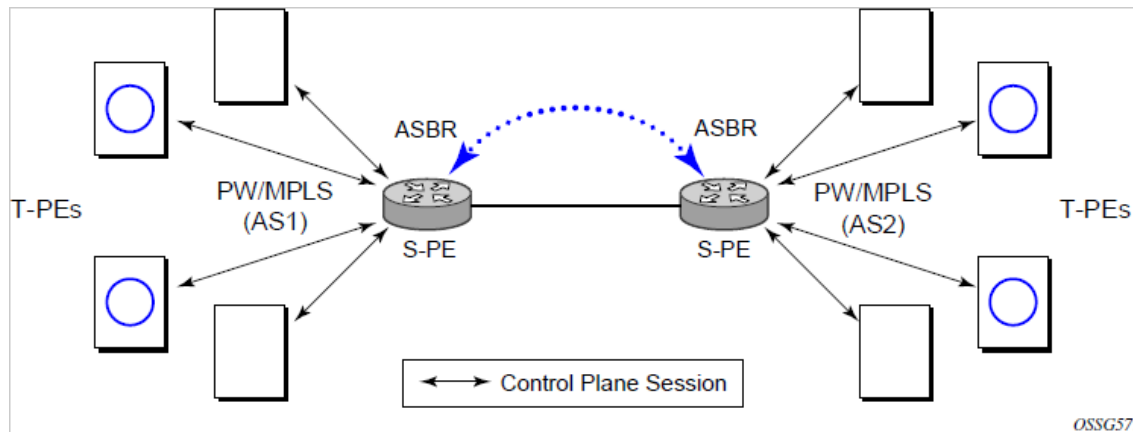 ASBR
ASBR
PW/MPLS
(AS1)
T-PEs
S-PE
S-PE
PW/MPLS
(AS2)
T-PEs
Control Plane Session
OSSG57